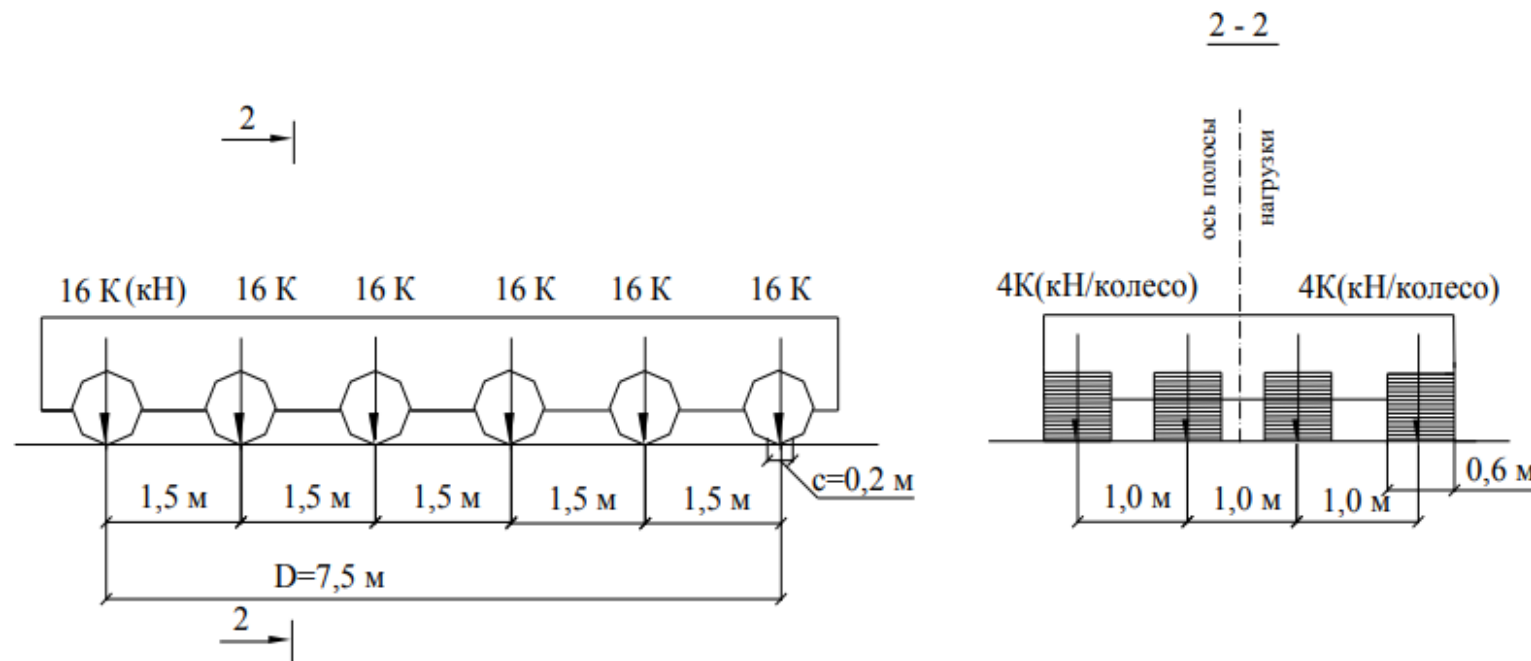 2 - 2
2
ось полосы
нагрузки
16 К (кН) 16 К 16 К 16 К 16 К 16 К
4К(кН/колесо) 4К(кН/колесо)
1,5 м 1,5 м 1,5 м 1,5 м 1,5 м
с=0,2 м
1,0 м 1,0 м 1,0 м
0,6 м
D=7,5 м
2